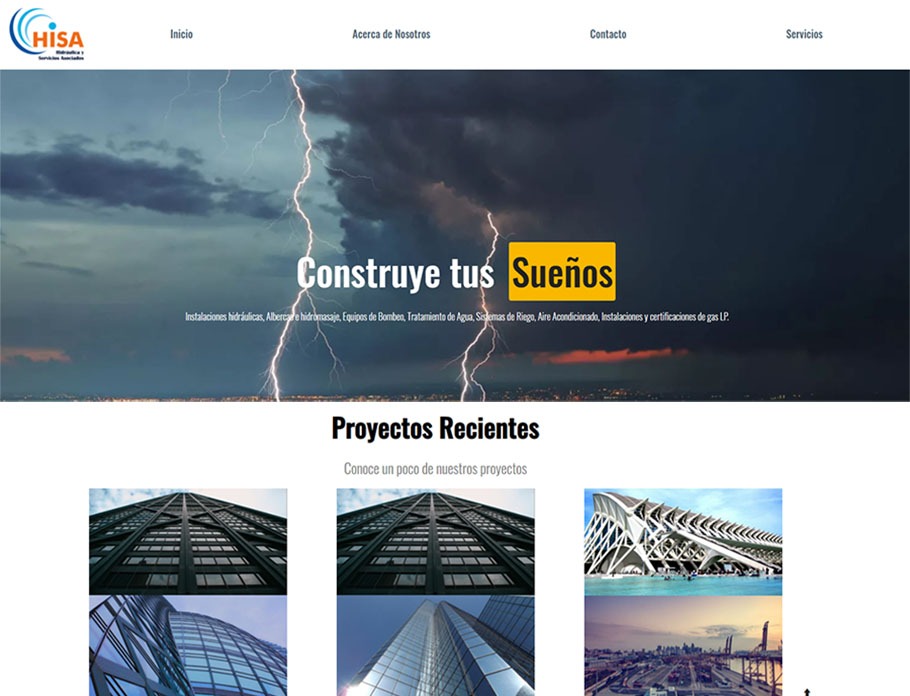 HISA
Hidráulica y
Servicios Asociados
Inicio
Acerca de Nosotros
Contacto
Servicios
Construye tus Sueños
Instalaciones hidráulicas, Alberca e hidromasaje, Equipos de Bombeo, Tratamiento de Agua, Sistemas de Riego, Aire Acondicionado, Instalaciones y certificaciones de gas LP.
Proyectos Recientes
Conoce un poco de nuestros proyectos